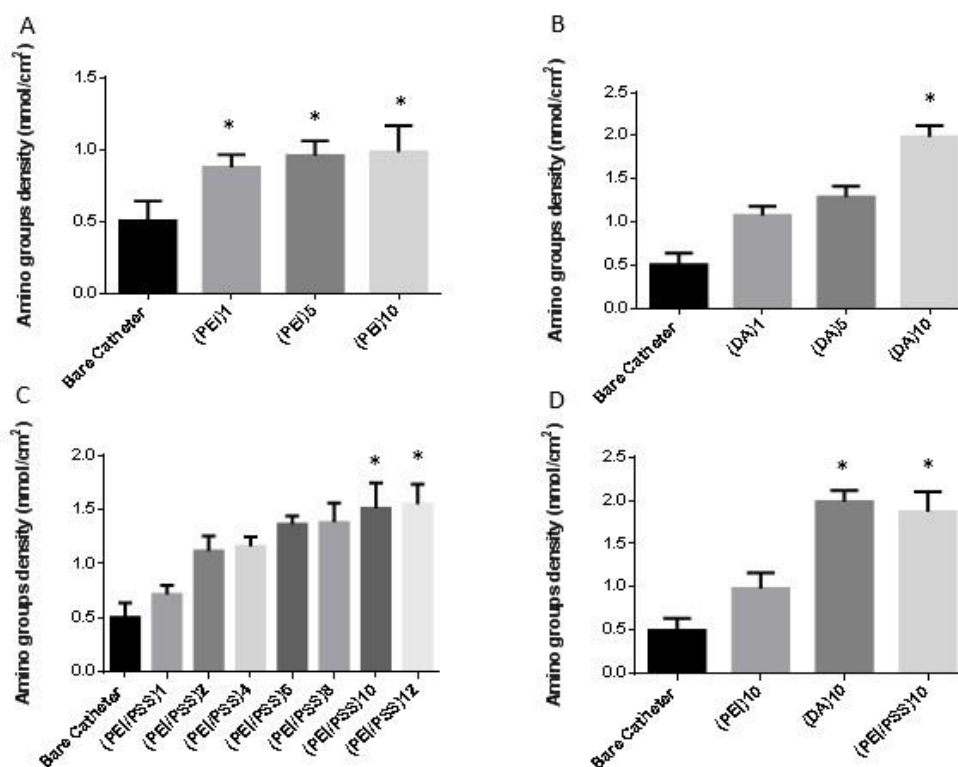 A
Amino groups density (nmol/cm²)
1.5
1.0
0.5
0.0
*
*
*
Bare Catheter
(PEI)1
(PEI)5
(PEI)10
B
Amino groups density (nmol/cm²)
2.5
2.0
1.5
1.0
0.5
0.0
*
Bare Catheter
(DA)1
(DA)5
(DA)10
C
Amino groups density (nmol/cm²)
2.0
1.5
1.0
0.5
0.0
*
*
Bare Catheter
(PEI/PSS)1
(PEI/PSS)2
(PEI/PSS)4
(PEI/PSS)6
(PEI/PSS)8
(PEI/PSS)10
(PEI/PSS)12
D
Amino groups density (nmol/cm²)
2.5
2.0
1.5
1.0
0.5
0.0
*
*
Bare Catheter
(PEI)10
(DA)10
(PEI/PSS)10